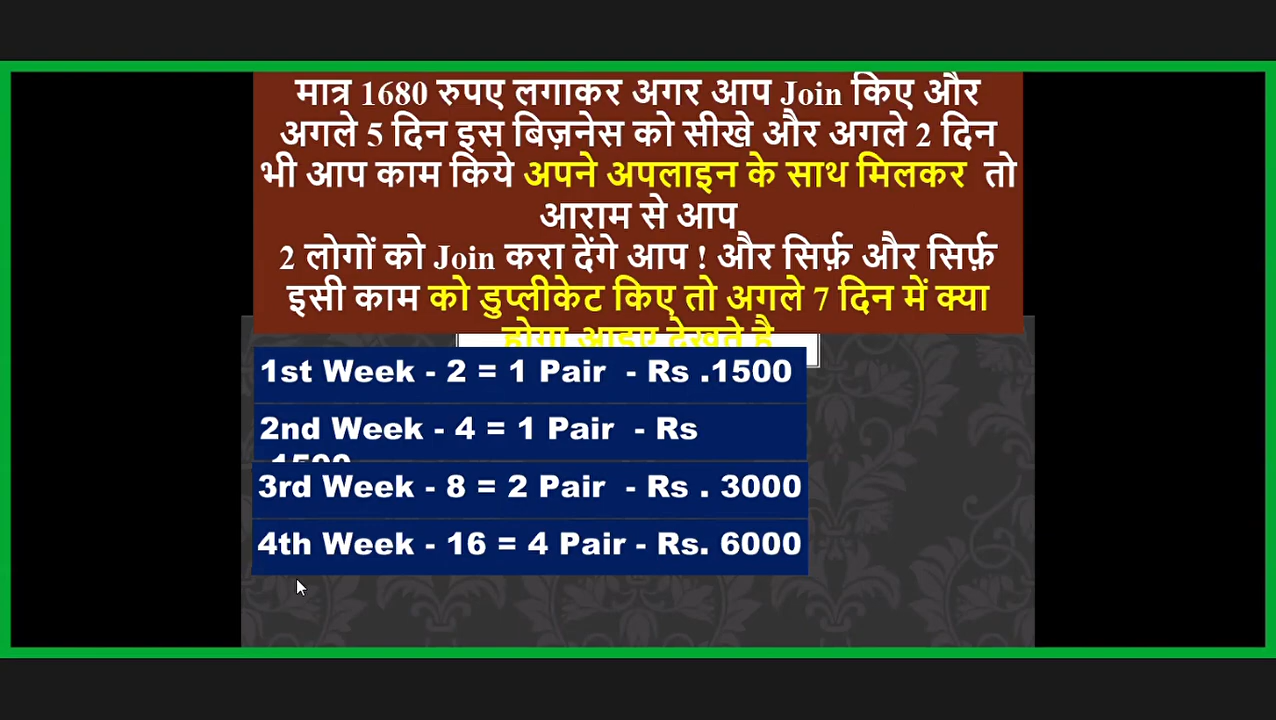 मात्र 1680 रुपए लगाकर अगर आप Join किए और
अगले 5 दिन इस बिज़नेस को सीखे और अगले 2 दिन
भी आप काम किये अपने अपलाइन के साथ मिलकर तो
आराम से आप
2 लोगों को Join करा देंगे आप ! और सिर्फ़ और सिर्फ़
इसी काम को डुप्लीकेट किए तो अगले 7 दिन में क्या
होगा आइए देखते है
1st Week - 2 = 1 Pair - Rs .1500
2nd Week - 4 = 1 Pair - Rs
.1500
3rd Week - 8 = 2 Pair - Rs . 3000
4th Week - 16 = 4 Pair - Rs. 6000